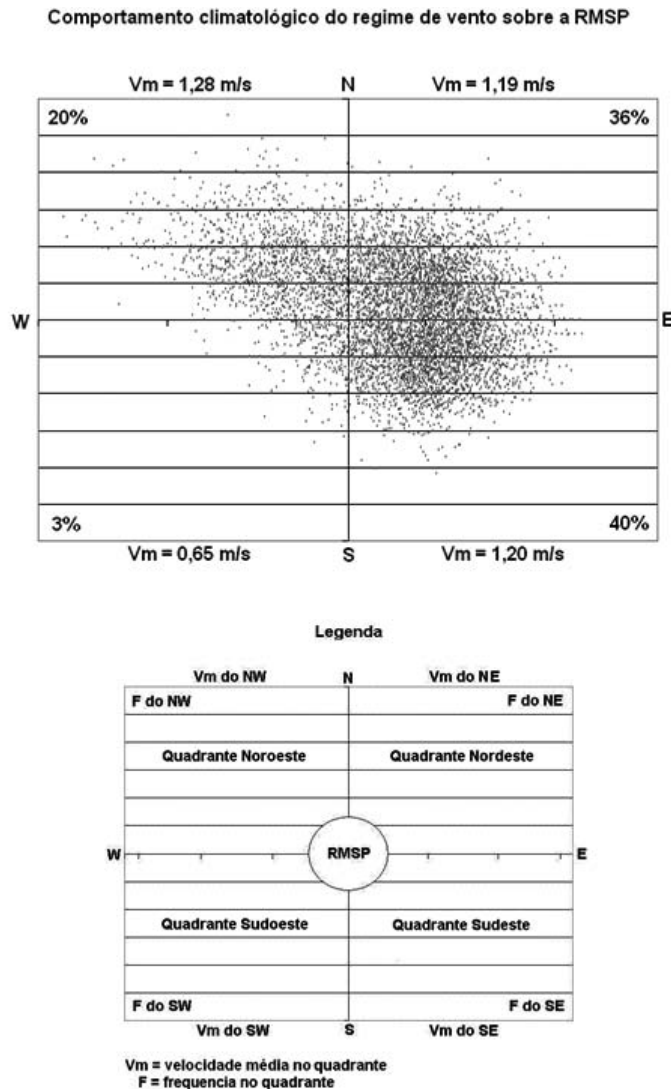 Comportamento climatológico do regime de vento sobre a RMSP
Vm = 1,28 m/s N Vm = 1,19 m/s
20% 36%
W E
3% 40%
Vm = 0,65 m/s S Vm = 1,20 m/s
Legenda
Vm do NW N Vm do NE
F do NW F do NE
Quadrante Noroeste Quadrante Nordeste
W RMSP E
Quadrante Sudoeste Quadrante Sudeste
F do SW F do SE
Vm do SW S Vm do SE
Vm = velocidade média no quadrante
F = frequencia no quadrante